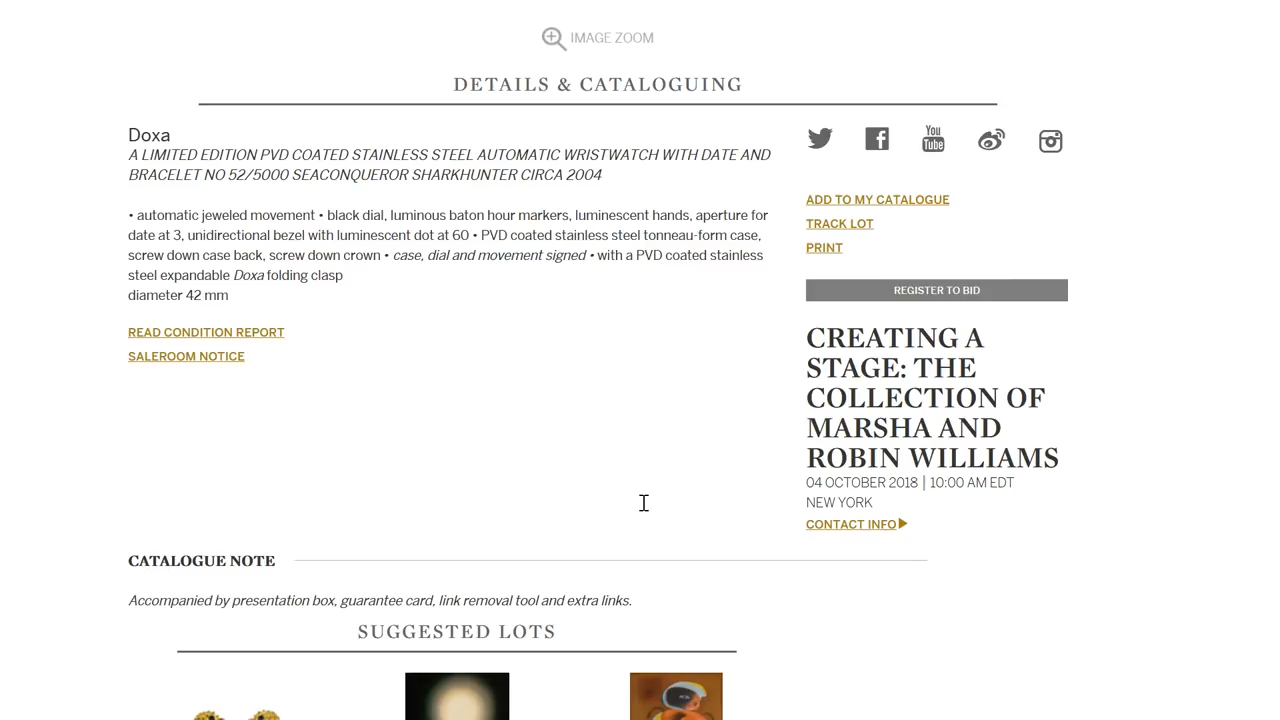 IMAGE ZOOM
DETAILS & CATALOGUING
Doxa
A LIMITED EDITION PVD COATED STAINLESS STEEL AUTOMATIC WRISTWATCH WITH DATE AND
BRACELET NO 52/5000 SEACONQUEROR SHARKHUNTER CIRCA 2004
• automatic jeweled movement • black dial, luminous baton hour markers, luminescent hands, aperture for
date at 3, unidirectional bezel with luminescent dot at 60 • PVD coated stainless steel tonneau-form case,
screw down case back, screw down crown • case, dial and movement signed • with a PVD coated stainless
steel expandable Doxa folding clasp
diameter 42 mm
READ CONDITION REPORT
SALEROOM NOTICE
You
Tube
ADD TO MY CATALOGUE
TRACK LOT
PRINT
REGISTER TO BID
CREATING A
STAGE: THE
COLLECTION OF
MARSHA AND
ROBIN WILLIAMS
04 OCTOBER 2018 | 10:00 AM EDT
NEW YORK
CONTACT INFO
CATALOGUE NOTE
Accompanied by presentation box, guarantee card, link removal tool and extra links.
SUGGESTED LOTS